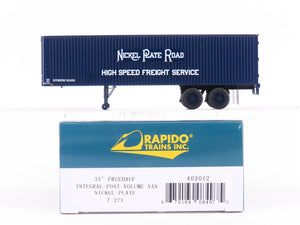 NICKEL PLATE ROAD
HIGH SPEED FREIGHT SERVICE
RAPIDO
TRAINS INC.
35' FREEHAUF 403012
INTEGRAL POST VOLUME VAN
NICKEL PLATE
T 271